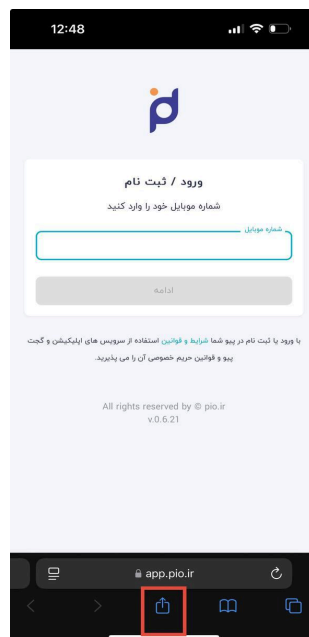 12:48
ورود / ثبت نام
شماره موبایل خود را وارد کنید
شماره موبایل
ادامه
با ورود یا ثبت نام در پیو شما شرایط و قوانین استفاده از سرویس های اپلیکیشن و گجت
پیو و قوانین حریم خصوصی آن را می پذیرید.
All rights reserved by © pio.ir
v.0.6.21
app.pio.ir